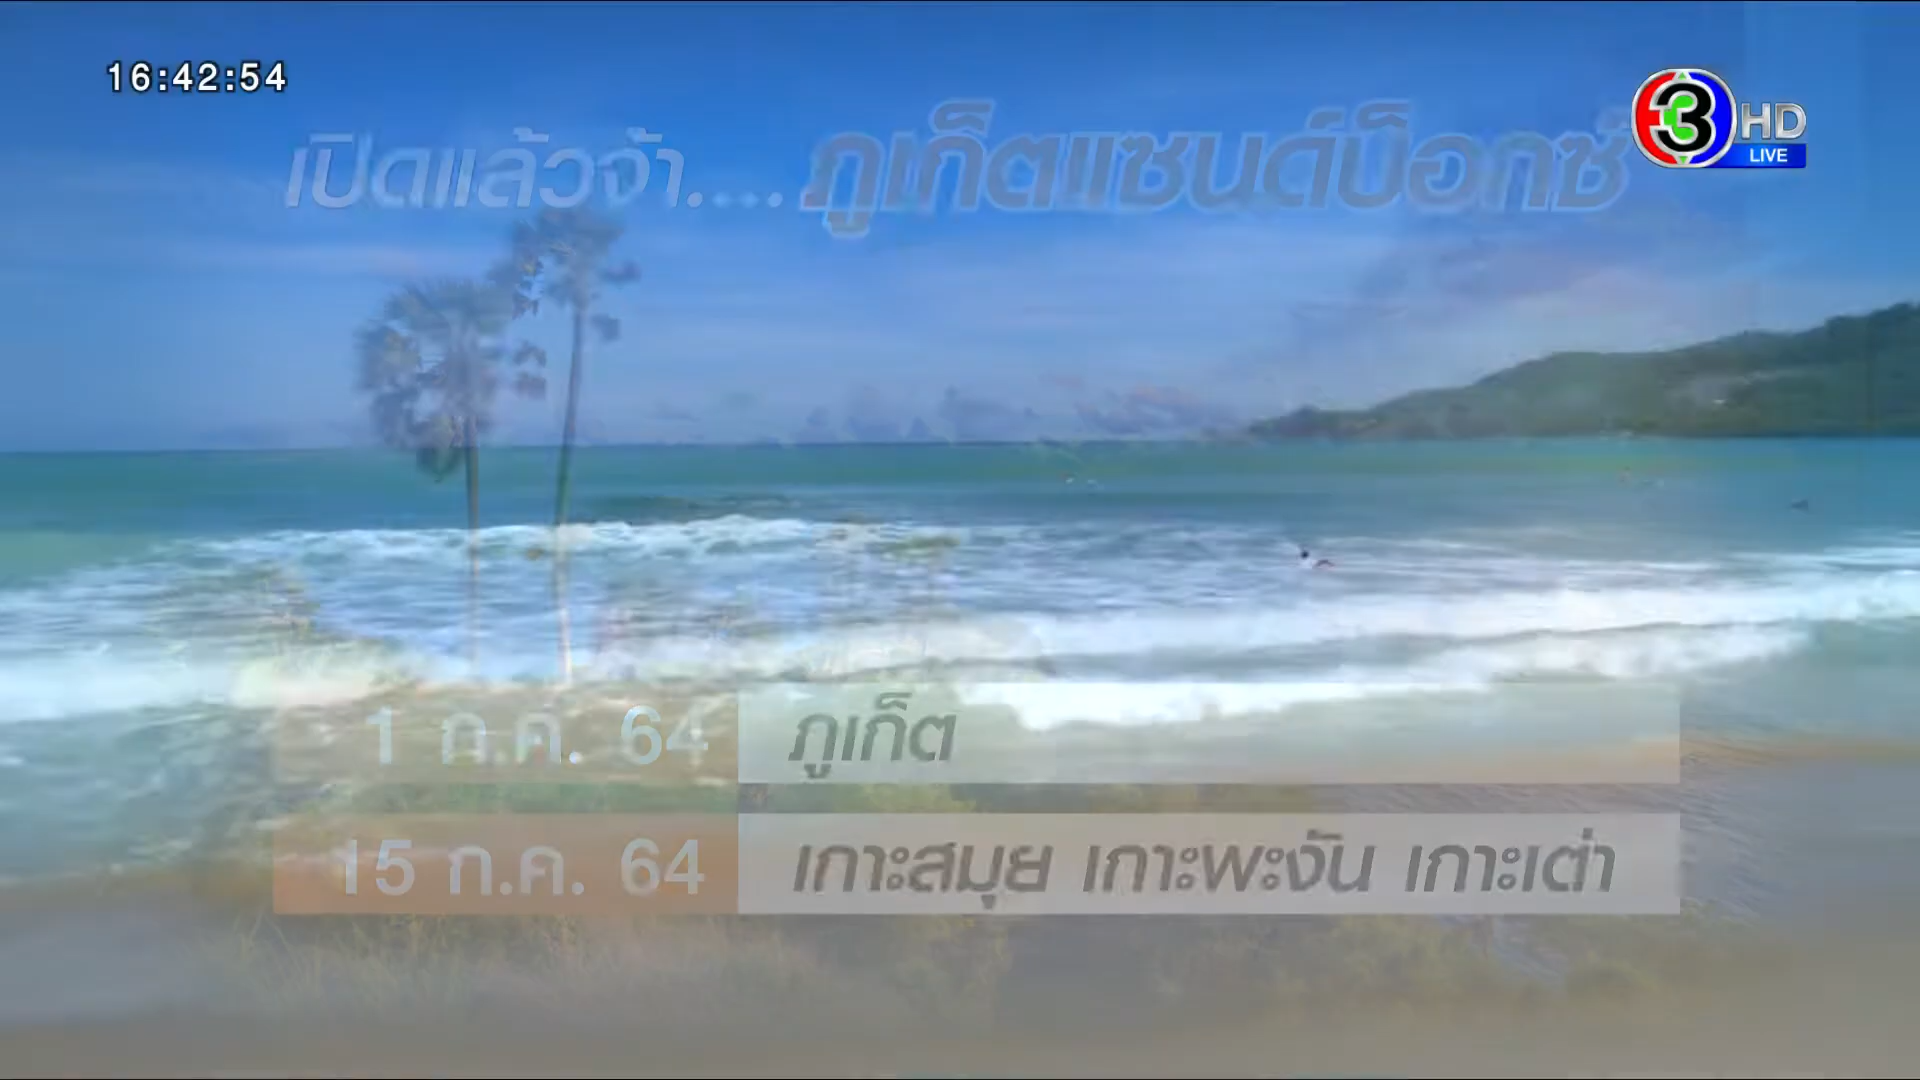 16:42:54
3 HD
LIVE
เปิดแล้วจ้า.... ภูเก็ตแซนด์บ็อกซ์
1 ก.ค. 64 ภูเก็ต
15 ก.ค. 64 เกาะสมุย เกาะพะงัน เกาะเต่า